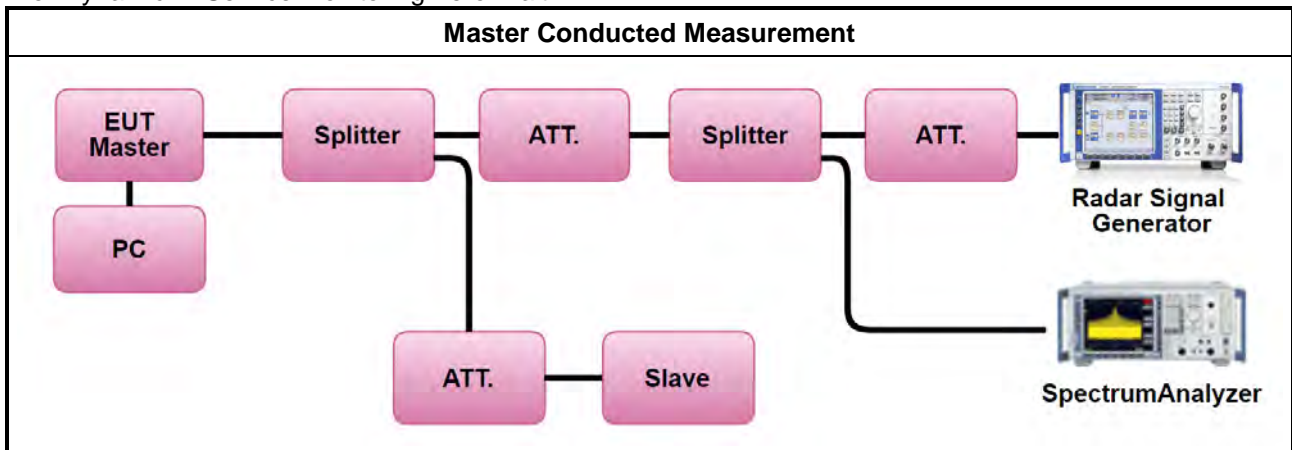 Master Conducted Measurement
EUT
Master
Splitter
ATT.
Splitter
ATT.
Radar Signal
Generator
PC
ATT.
Slave
SpectrumAnalyzer